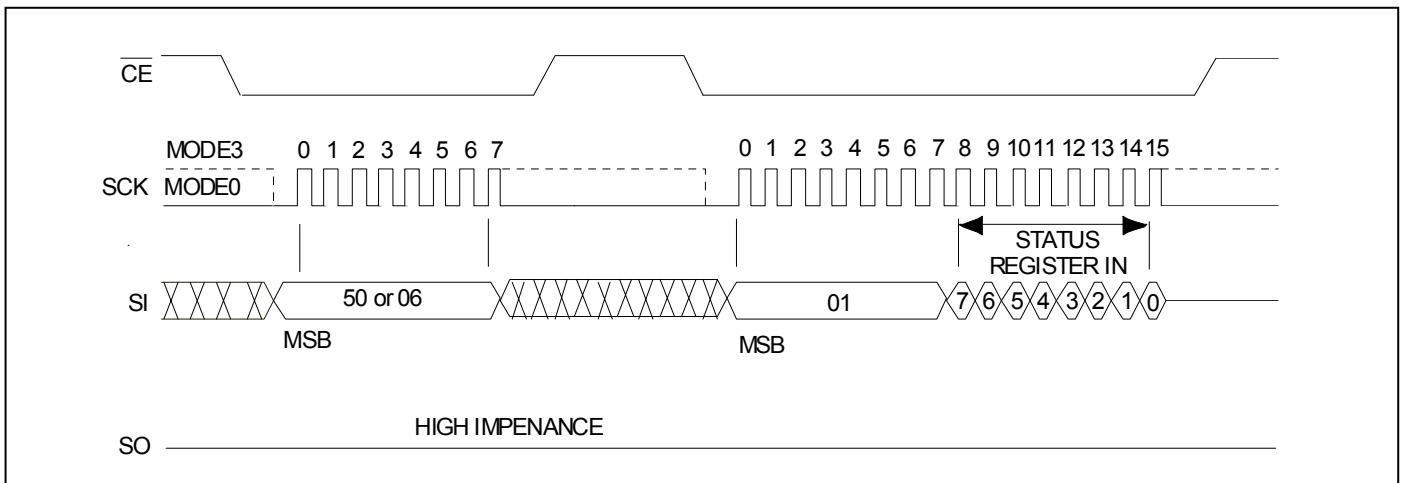 CE
MODE3 0 1 2 3 4 5 6 7 0 1 2 3 4 5 6 7 8 9 10 11 12 13 14 15
SCK MODE0
STATUS
REGISTER IN
SI 50 or 06 01 7 6 5 4 3 2 1 0
MSB MSB
HIGH IMPENANCE
SO